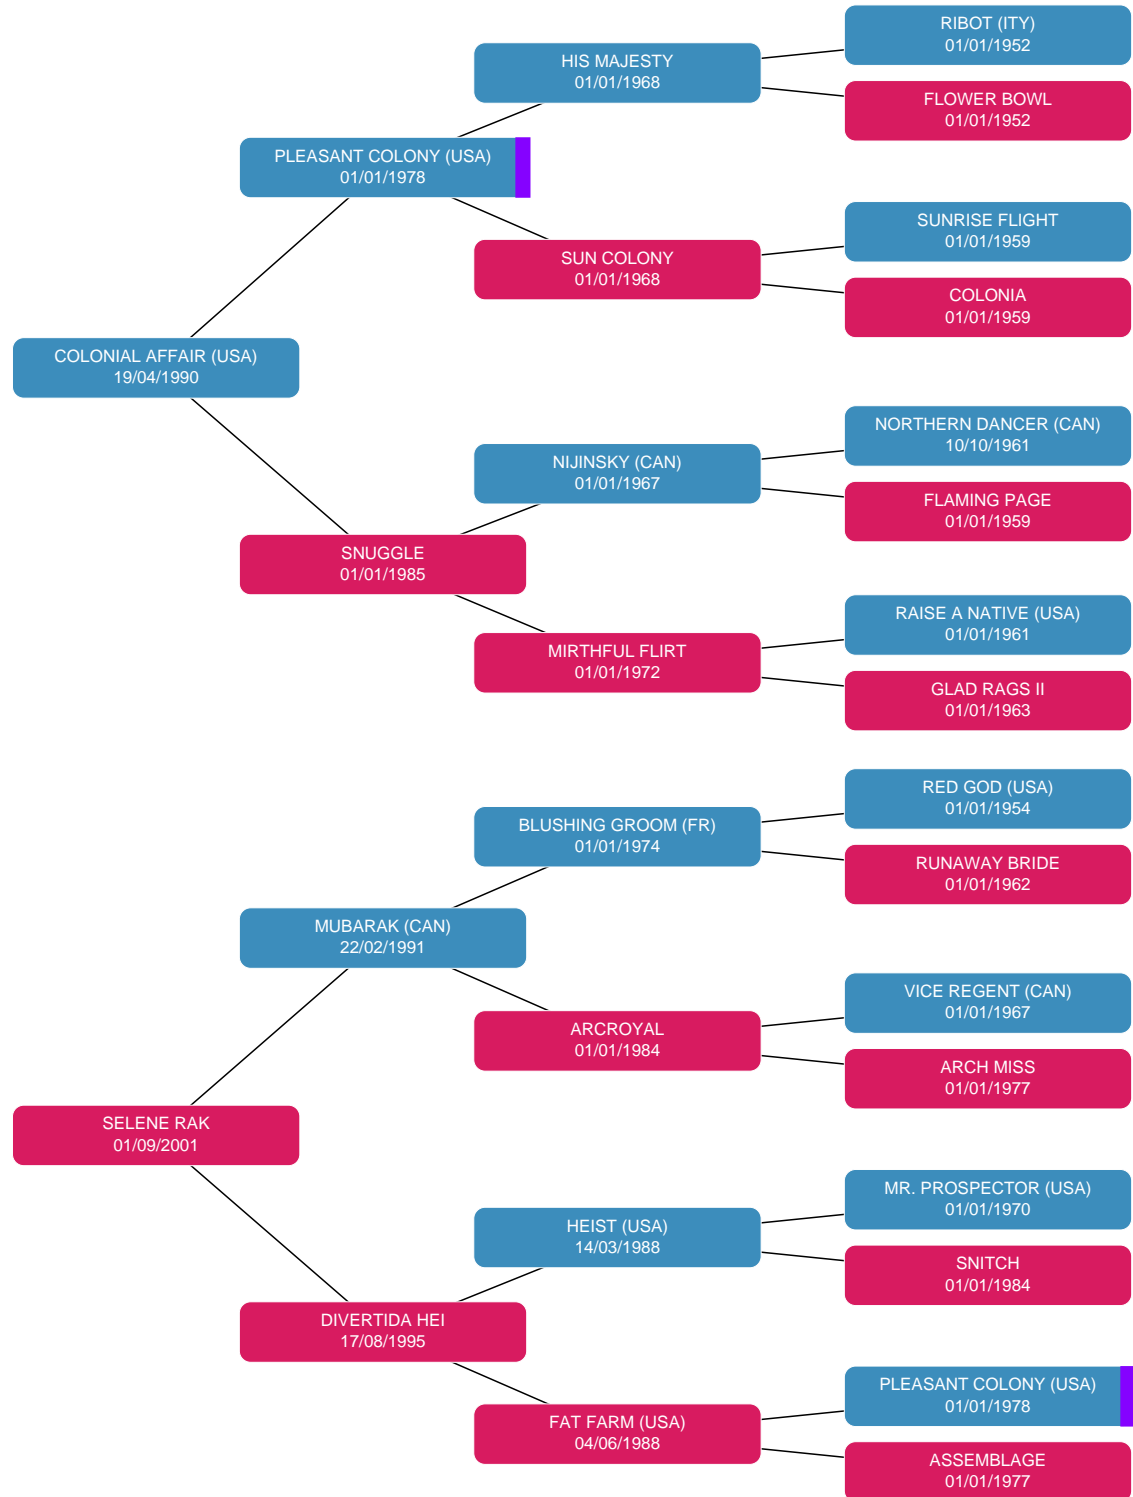 RIBOT (ITY)
01/01/1952
HIS MAJESTY
01/01/1968
FLOWER BOWL
01/01/1952
PLEASANT COLONY (USA)
01/01/1978
SUNRISE FLIGHT
01/01/1959
SUN COLONY
01/01/1968
COLONIA
01/01/1959
COLONIAL AFFAIR (USA)
19/04/1990
NORTHERN DANCER (CAN)
10/10/1961
NIJINSKY (CAN)
01/01/1967
FLAMING PAGE
01/01/1959
SNUGGLE
01/01/1985
RAISE A NATIVE (USA)
01/01/1961
MIRTHFUL FLIRT
01/01/1972
GLAD RAGS II
01/01/1963
RED GOD (USA)
01/01/1954
BLUSHING GROOM (FR)
01/01/1974
RUNAWAY BRIDE
01/01/1962
MUBARAK (CAN)
22/02/1991
VICE REGENT (CAN)
01/01/1967
ARCROYAL
01/01/1984
ARCH MISS
01/01/1977
SELENE RAK
01/09/2001
MR. PROSPECTOR (USA)
01/01/1970
HEIST (USA)
14/03/1988
SNITCH
01/01/1984
DIVERTIDA HEI
17/08/1995
PLEASANT COLONY (USA)
01/01/1978
FAT FARM (USA)
04/06/1988
ASSEMBLAGE
01/01/1977